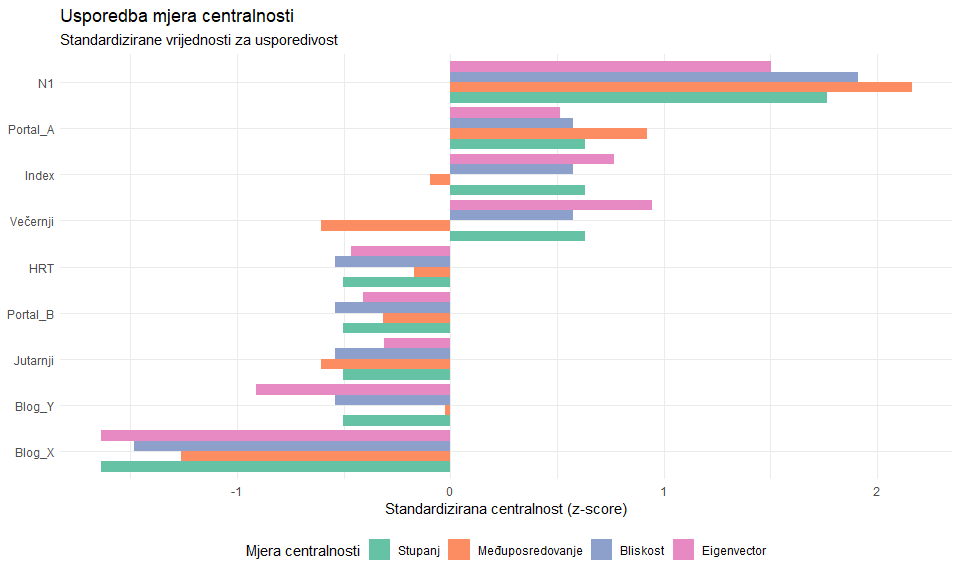 Usporedba mjera centralnosti
Standardizirane vrijednosti za usporedivost
N1
Portal_A
Index
Večernji
HRT
Portal_B
Jutarnji
Blog_Y
Blog_X
-1 0 1 2
Standardizirana centralnost (z-score)
Mjera centralnosti Stupanj Međuposredovanje Bliskost Eigenvector